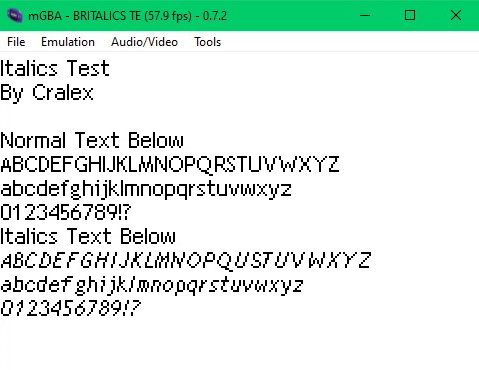 mGBA - BRITALICS TE (57.9 fps) - 0.7.2
File Emulation Audio/Video Tools
Italics Test
By Cralex
Normal Text Below
ABCDEFGHIJKLMNOPQRSTUVWXYZ
abcdefghijklmnopqrstuvwxyz
0123456789!?
Italics Text Below
ABCDEFGHIJKLMNOPQUSTUVWXYZ
abcdefghijklmnopqrstuvwxyz
0123456789!?